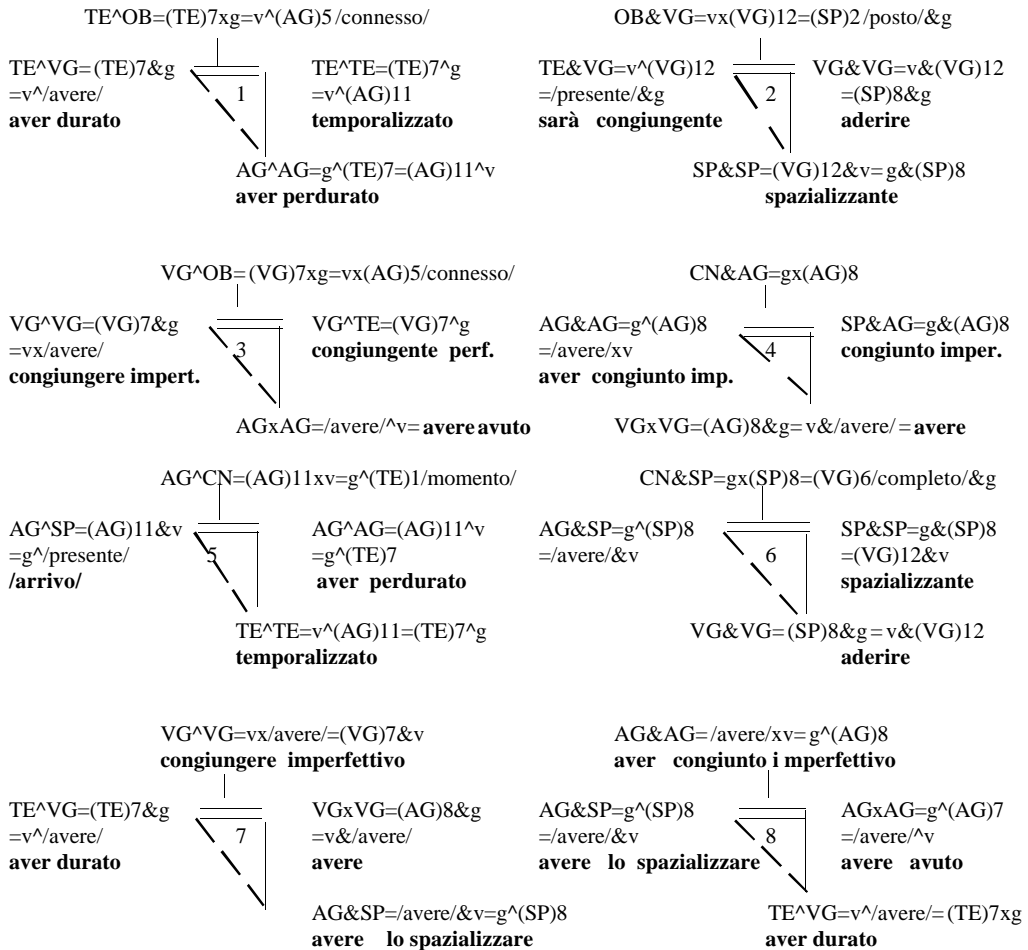 TE^OB=(TE)7xg=v^(AG)5/connesso/
TE^VG=(TE)7&g
=v^/avere/
aver durato
1
TE^TE=(TE)7^g
=v^(AG)11
temporalizzato
AG^AG=g^(TE)7=(AG)11^v
aver perdurato
OB&VG=vx(VG)12=(SP)2/posto/&g
TE&VG=v^(VG)12
=/presente/&g
sarà congiungente
2
VG&VG=v&(VG)12
=(SP)8&g
aderire
SP&SP=(VG)12&v=g&(SP)8
spazializzante
VG^OB=(VG)7xg=vx(AG)5/connesso/
VG^VG=(VG)7&g
=vx/avere/
congiungere impert.
3
VG^TE=(VG)7^g
congiungente perf.
AGxAG=/avere/^v=avere avuto
CN&AG=gx(AG)8
AG&AG=g^(AG)8
=/avere/xv
aver congiunto imp.
4
SP&AG=g&(AG)8
congiunto imper.
VGxVG=(AG)8&g=v&/avere/=avere
AG^CN=(AG)11xv=g^(TE)1/momento/
AG^SP=(AG)11&v
=g^/presente/
/arrivo/
5
AG^AG=(AG)11^v
=g^(TE)7
aver perdurato
TE^TE=v^(AG)11=(TE)7^g
temporalizzato
CN&SP=gx(SP)8=(VG)6/completo/&g
AG&SP=g^(SP)8
=/avere/&v
6
SP&SP=g&(SP)8
=(VG)12&v
spazializzante
VG&VG=(SP)8&g=v&(VG)12
aderire
VG^VG=vx/avere/=(VG)7&v
congiungere imperfettivo
TE^VG=(TE)7&g
=v^/avere/
aver durato
7
VGxVG=(AG)8&g
=v&/avere/
avere
AG&SP=/avere/&v=g^(SP)8
avere lo spazializzare
AG&AG=/avere/xv=g^(AG)8
aver congiunto i mperfettivo
AG&SP=g^(SP)8
=/avere/&v
avere lo spazializzare
8
AGxAG=g^(AG)7
=/avere/^v
avere avuto
TE^VG=v^/avere/=(TE)7xg
aver durato